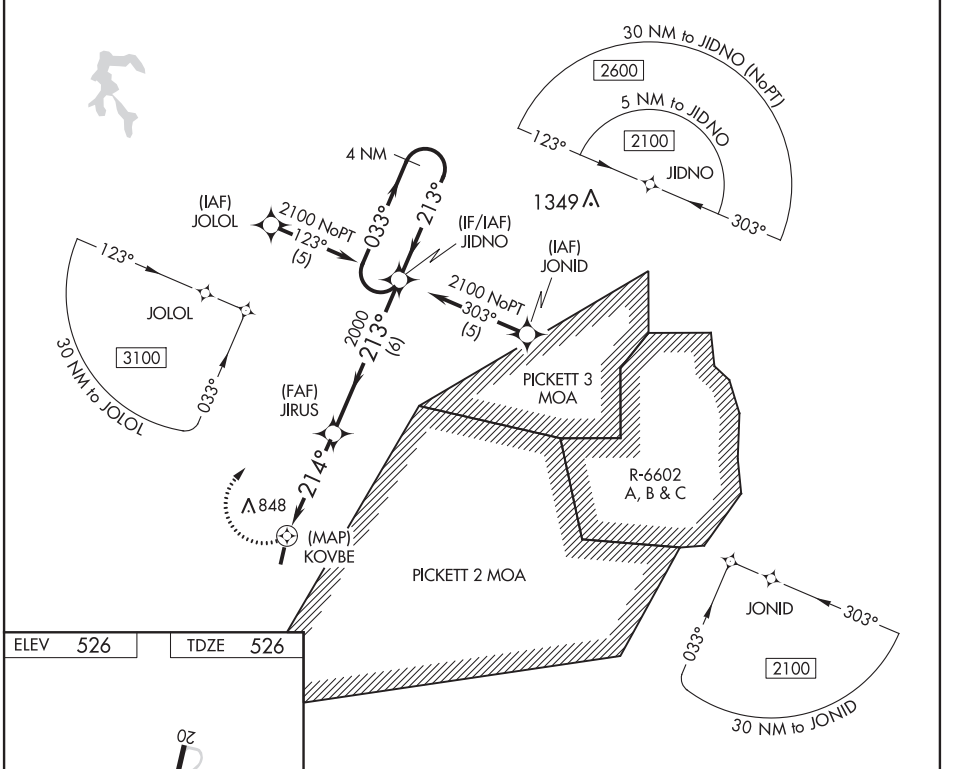 30 NM to JIDNO (NoPT)
2600
5 NM to JIDNO
2100
123°
JIDNO
303°
1349
4 NM
033°
213°
(IAF)
JOLOL
2100 NoPT
123°
(5)
(IF/IAF)
JIDNO
(IAF)
JONID
2100 NoPT
303°
(5)
123°
JOLOL
3100
033°
30 NM to JOLOL
2000
213°
(6)
(FAF)
JIRUS
214°
848
(MAP)
KOVBE
PICKETT 3
MOA
R-6602
A, B & C
PICKETT 2 MOA
JONID
303°
033°
2100
30 NM to JONID
ELEV 526
TDZE 526
20